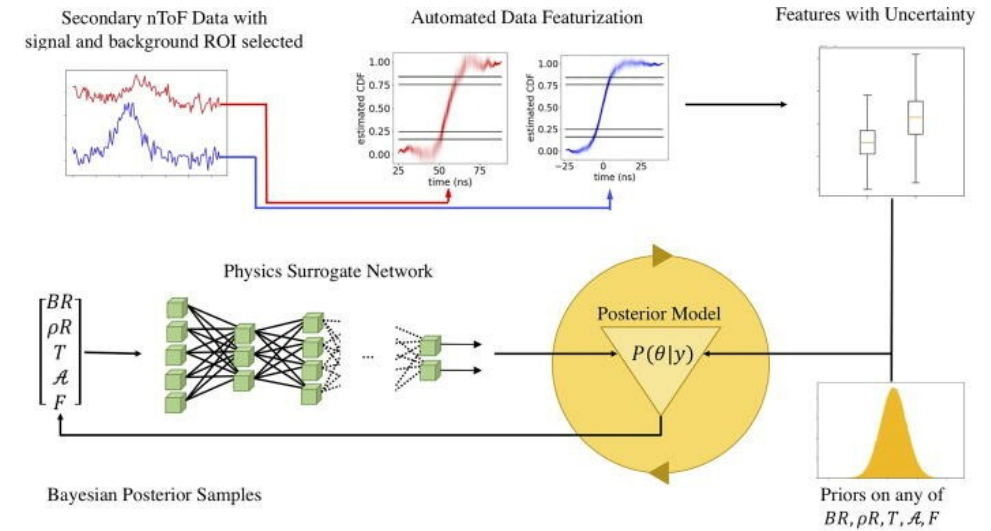 Secondary nToF Data with
signal and background ROI selected
Automated Data Featurization
Features with Uncertainty
estimated CDF
1.00
0.75
0.50
0.25
0.00
25
50
75
time (ns)
estimated CDF
1.00
0.75
0.50
0.25
0.00
−25
0
25
time (ns)
Physics Surrogate Network
BR
ρR
T
𝒜
F
...
Posterior Model
P(θ|y)
Bayesian Posterior Samples
Priors on any of
BR, ρR, T, 𝒜, F